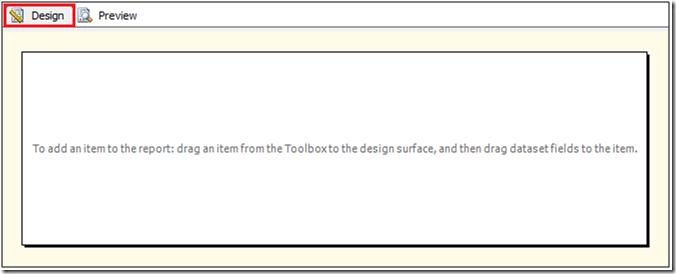 Design Preview
To add an item to the report: drag an item from the Toolbox to the design surface, and then drag dataset fields to the item.